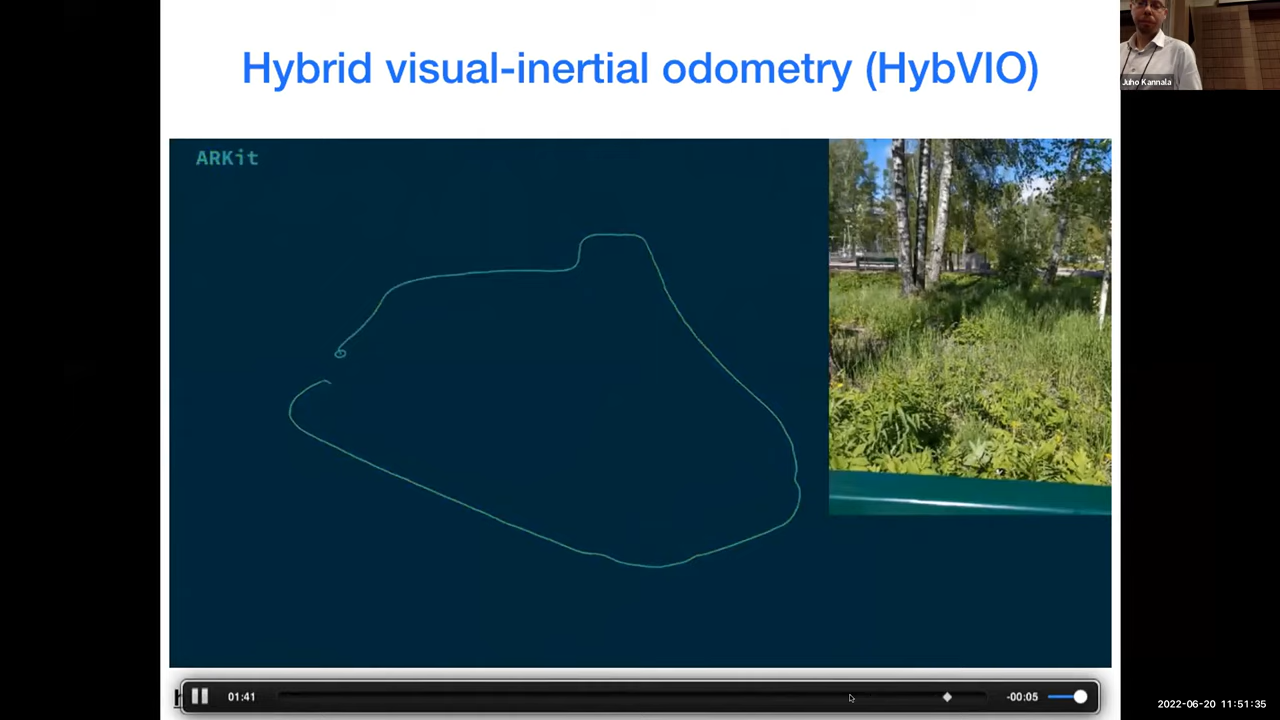 Hybrid visual-inertial odometry (HybVIO)
Juho Kannala
ARKit
01:41
-00:05
2022-06-20 11:51:35